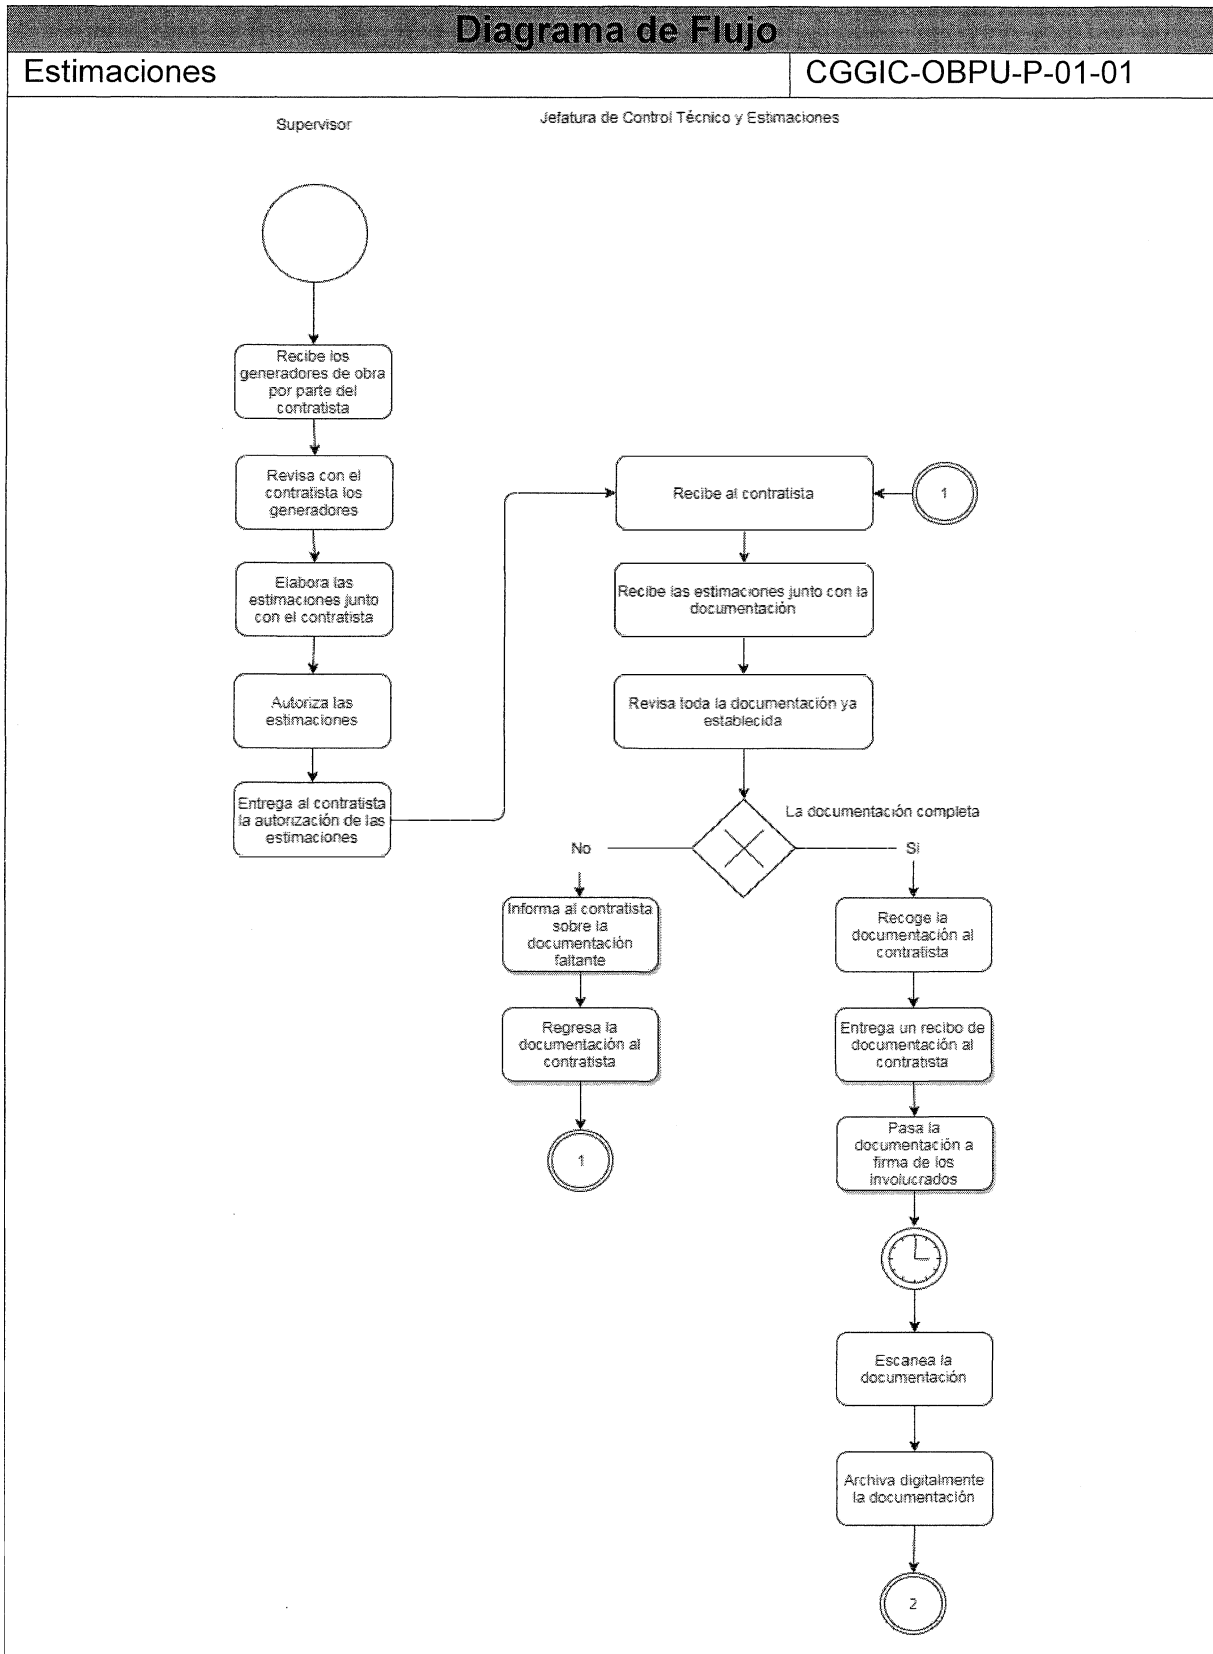 Diagrama de Flujo
Estimaciones
CGGIC-OBPU-P-01-01
Supervisor
Jefatura de Control Técnico y Estimaciones
Recibe los
generadores de obra
por parte del
contratista
Revisa con el
contratista los
generadores
Elabora las
estimaciones junto
con el contratista
Autoriza las
estimaciones
Entrega al contratista
la autorización de las
estimaciones
Recibe al contratista
1
Recibe las estimaciones junto con la
documentación
Revisa toda la documentación ya
establecida
La documentación completa
No
Si
Informa al contratista
sobre la
documentación
faltante
Regresa la
documentación al
contratista
1
Recoge la
documentación al
contratista
Entrega un recibo de
documentación al
contratista
Pasa la
documentación a
firma de los
involucrados
Escanea la
documentación
Archiva digitalmente
la documentación
2